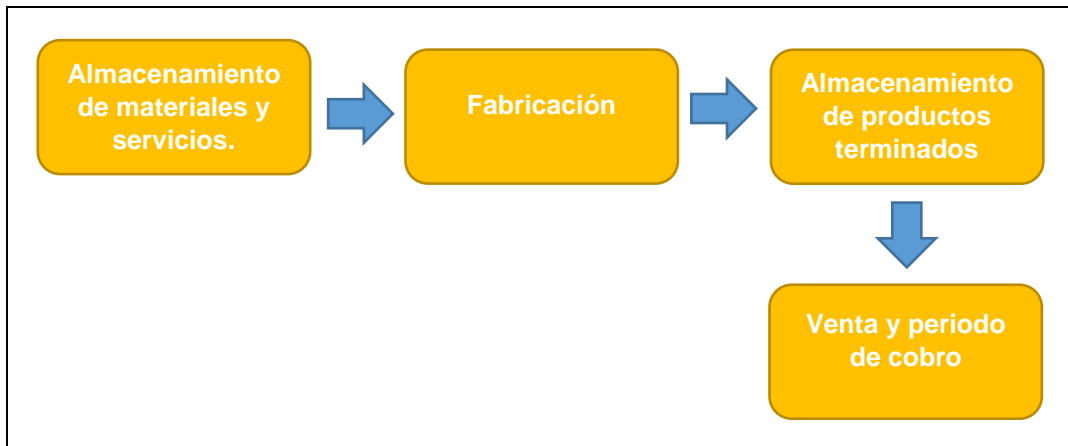 Almacenamiento
de materiales y
servicios.
Fabricación
Almacenamiento
de productos
terminados
Venta y periodo
de cobro